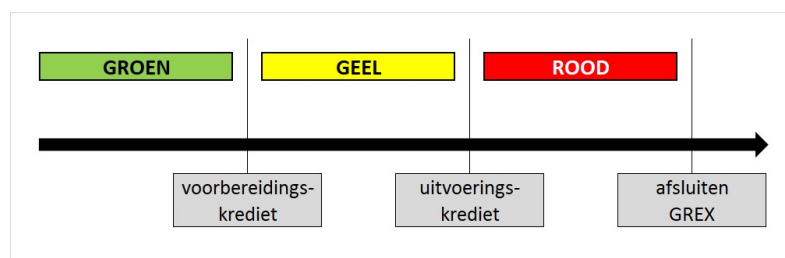 GROEN
GEEL
ROOD
voorbereidings-
krediet
uitvoerings-
krediet
afsluiten
GREX